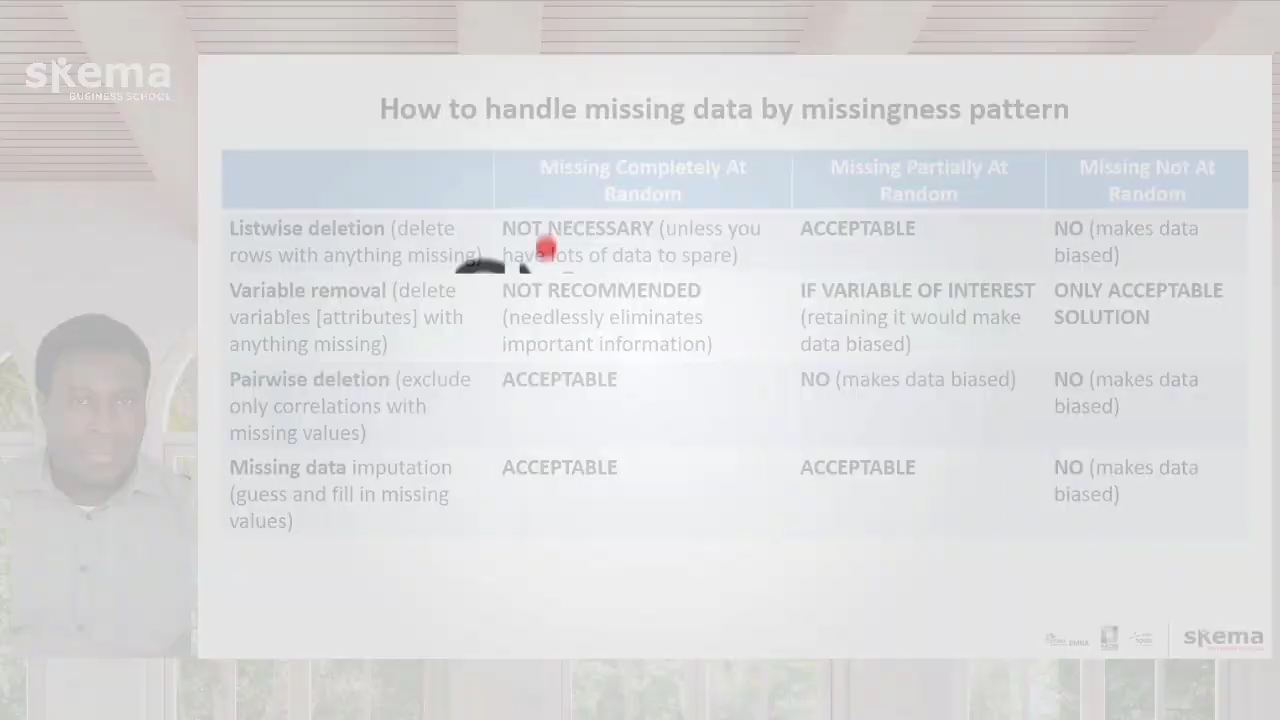 skema
BUSINESS SCHOOL
How to handle missing data by missingness pattern
Missing Completely At
Random
Missing Partially At
Random
Missing Not At
Random
Listwise deletion (delete
rows with anything missing)
NOT NECESSARY (unless you
have lots of data to spare)
ACCEPTABLE
NO (makes data
biased)
Variable removal (delete
variables [attributes] with
anything missing)
NOT RECOMMENDED
(needlessly eliminates
important information)
IF VARIABLE OF INTEREST
(retaining it would make
data biased)
ONLY ACCEPTABLE
SOLUTION
Pairwise deletion (exclude
only correlations with
missing values)
ACCEPTABLE
NO (makes data biased)
NO (makes data
biased)
Missing data imputation
(guess and fill in missing
values)
ACCEPTABLE
ACCEPTABLE
NO (makes data
biased)
skema